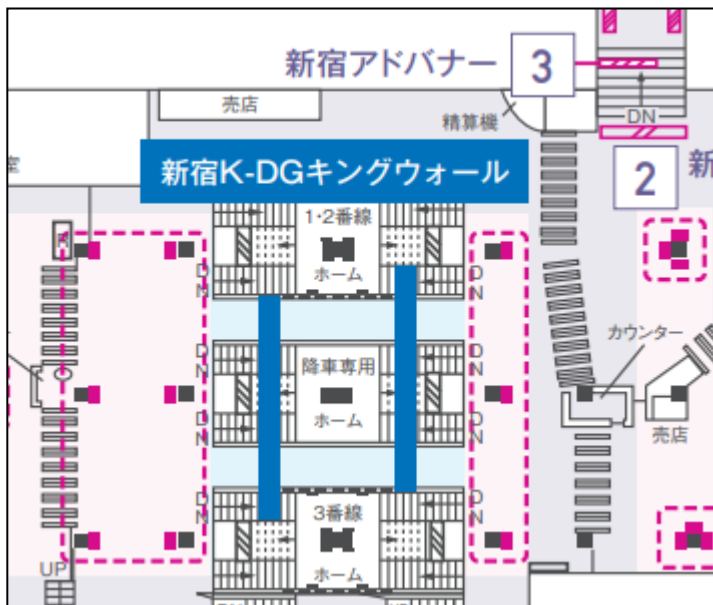 新宿アドバナー 3
売店
精算機
DN
室
新宿K-DGキングウォール
2 新
1・2番線
ホーム
DN
DN
カウンター
DN
DN
降車専用
ホーム
DN
DN
売店
DN
DN
3番線
ホーム
UP